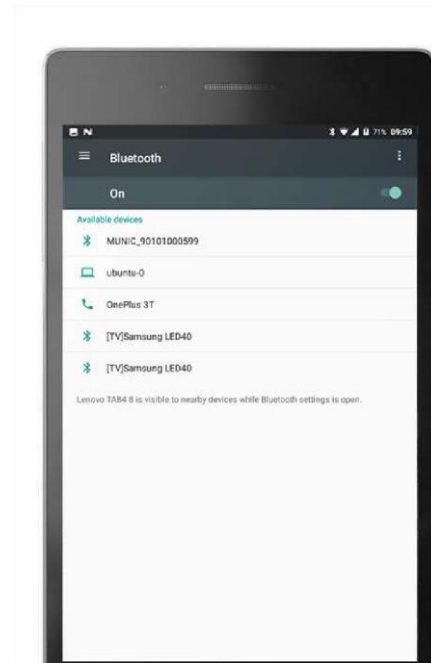 71% 09:59
Bluetooth
On
Available devices
MUNIC_90101000599
ubuntu-0
OnePlus 3T
[TV]Samsung LED40
[TV]Samsung LED40
Lenovo TAB4 8 is visible to nearby devices while Bluetooth settings is open.